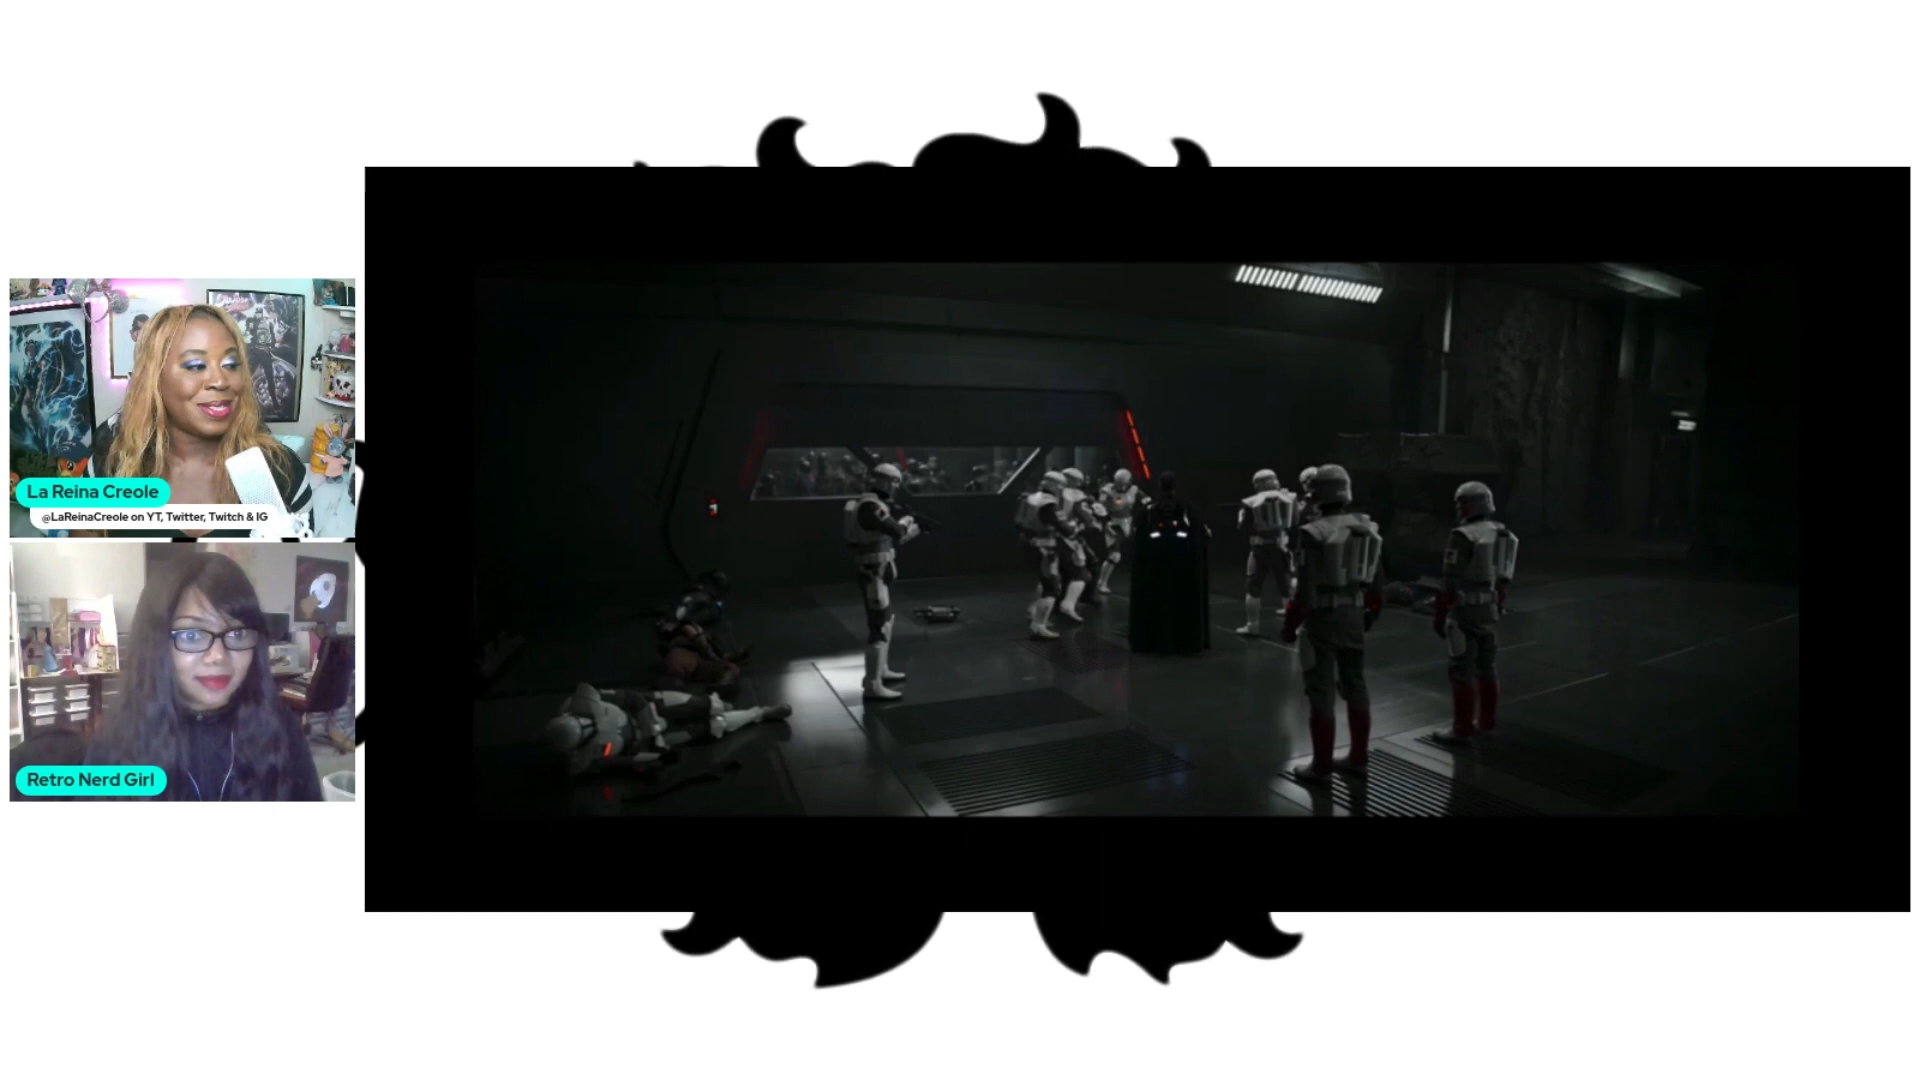 La Reina Creole
@LaReinaCreole on YT, Twitter, Twitch & IG
Retro Nerd Girl